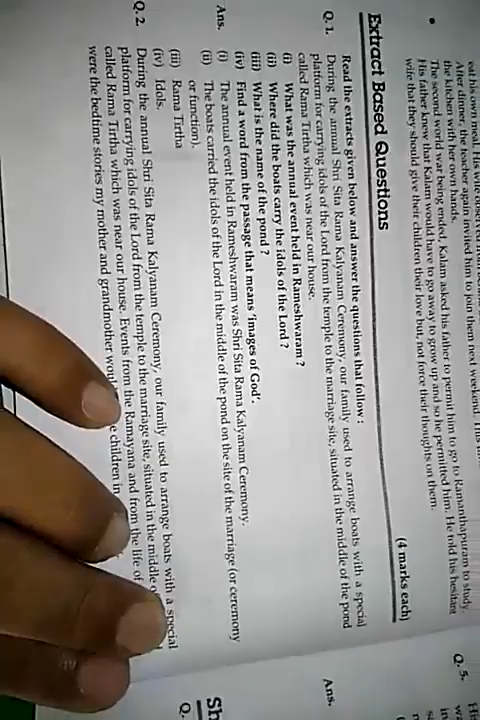 eat his own meal. His wife observed
After dinner, the teacher again invited him to join them next weekend. This
the kitchen with her own hands.
The second world war being ended, Kalam asked his father to permit him to go to Ramanthapuram to study.
His father knew that Kalam would have to go away to grow up and so he permitted him. He told his hesitant
wife that they should give their children their love but, not force their thoughts on them.
Extract Based Questions
(4 marks each)
Read the extracts given below and answer the questions that follow :
Q. 1. During the annual Shri Sita Rama Kalyanam Ceremony, our family used to arrange boats with a special
platform for carrying idols of the Lord from the temple to the marriage site, situated in the middle of the pond
called Rama Tirtha which was near our house.
(i) What was the annual event held in Rameshwaram ?
(ii) Where did the boats carry the idols of the Lord ?
(iii) What is the name of the pond ?
(iv) Find a word from the passage that means 'images of God'.
Ans. (i) The annual event held in Rameshwaram was Shri Sita Rama Kalyanam Ceremony.
(ii) The boats carried the idols of the Lord in the middle of the pond on the site of the marriage (or ceremony
or function).
(iii) Rama Tirtha
(iv) Idols.
Q. 2. During the annual Shri Sita Rama Kalyanam Ceremony, our family used to arrange boats with a special
platform for carrying idols of the Lord from the temple to the marriage site, situated in the middle
called Rama Tirtha which was near our house. Events from the Ramayana and from the life of
were the bedtime stories my mother and grandmother would children in
Q. 5.
Ans.
Sh
Q.